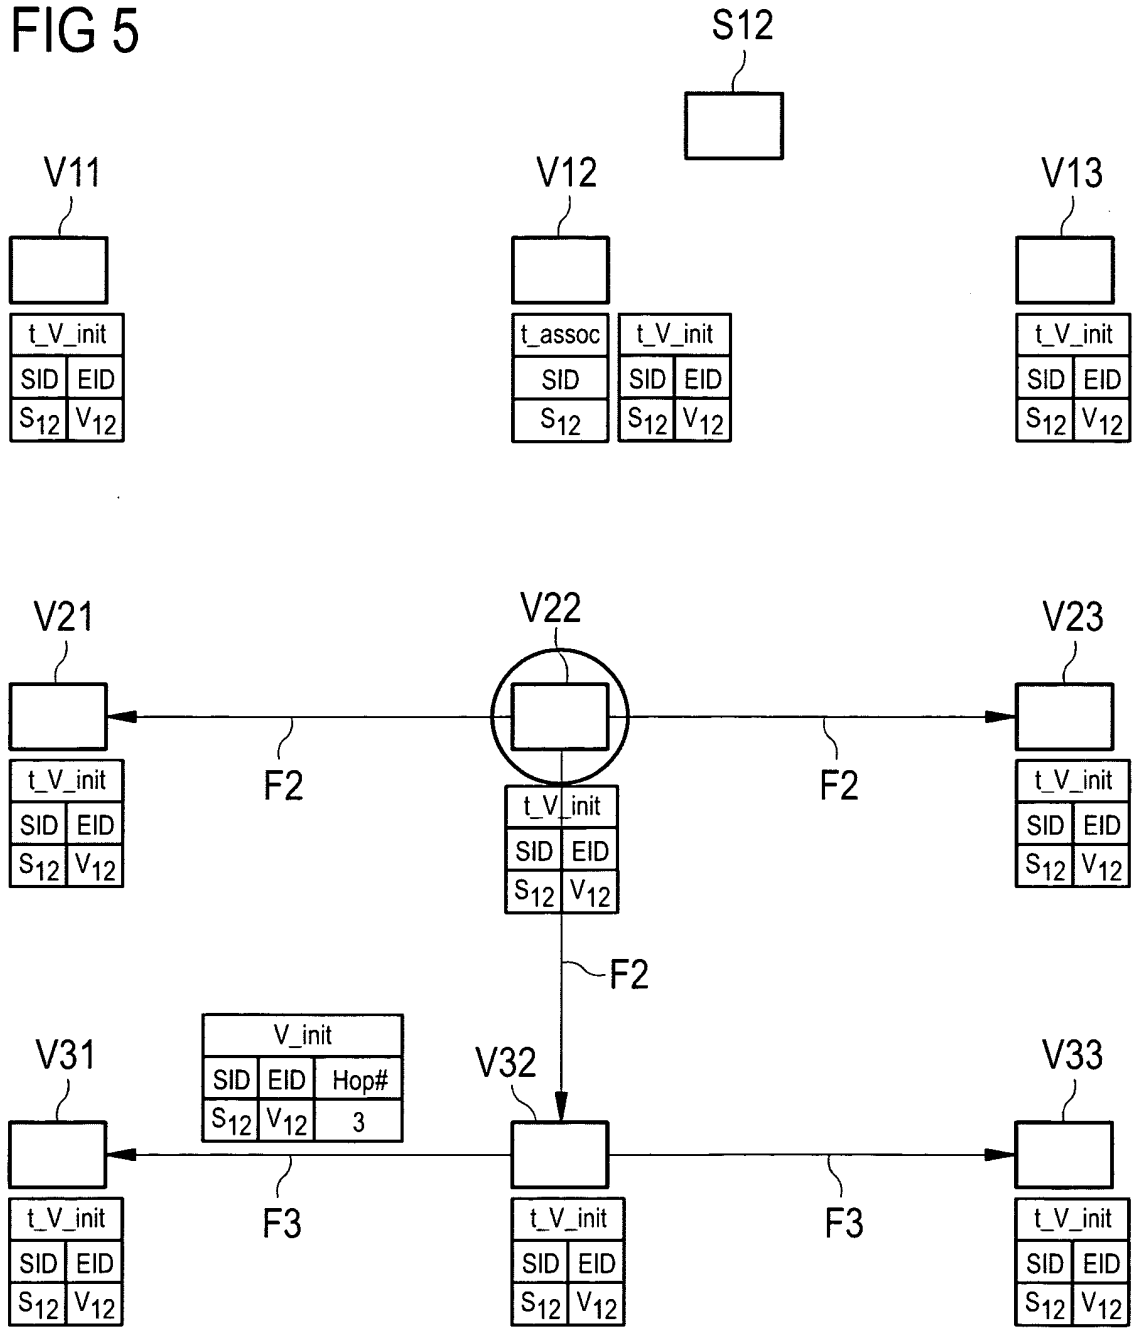 FIG 5
S12
V11
V12
V13
t_V_init
SID EID
S12 V12
t_assoc
SID
S12
t_V_init
SID EID
S12 V12
t_V_init
SID EID
S12 V12
V21
V22
V23
F2
F2
t_V_init
SID EID
S12 V12
t_V_init
SID EID
S12 V12
t_V_init
SID EID
S12 V12
F2
V_init
SID EID Hop#
S12 V12 3
V31
V32
V33
F3
F3
t_V_init
SID EID
S12 V12
t_V_init
SID EID
S12 V12
t_V_init
SID EID
S12 V12